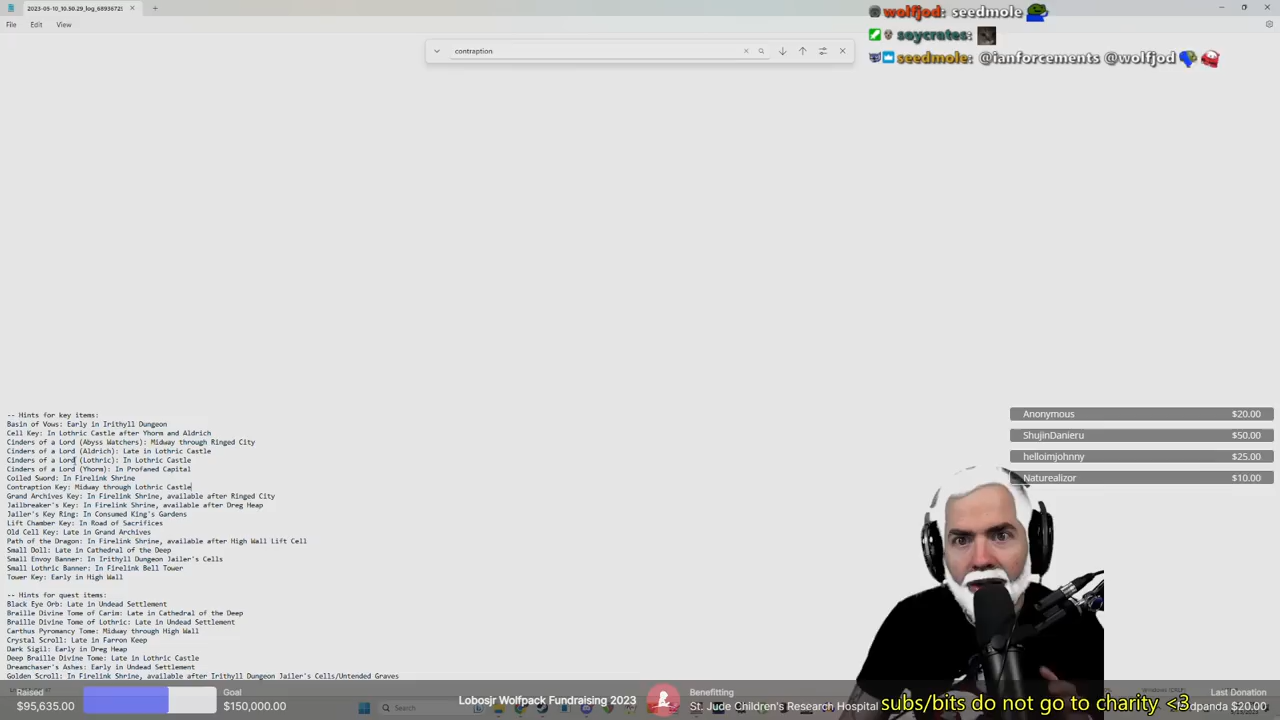 2023-05-10_10.50.29_log_6893672
File
Edit
View
contraption
wolfjod: seedmole
soycrates:
seedmole: @ianforcements @wolfjod
-- Hints for key items:
Basin of Vows: Early in Irithyll Dungeon
Cell Key: In Lothric Castle after Yhorm and Aldrich
Cinders of a Lord (Abyss Watchers): Midway through Ringed City
Cinders of a Lord (Aldrich): Late in Lothric Castle
Cinders of a Lord (Lothric): In Lothric Castle
Cinders of a Lord (Yhorm): In Profaned Capital
Coiled Sword: In Firelink Shrine
Contraption Key: Midway through Lothric Castle
Grand Archives Key: In Firelink Shrine, available after Ringed City
Jailbreaker's Key: In Firelink Shrine, available after Dreg Heap
Jailer's Key Ring: In Consumed King's Gardens
Lift Chamber Key: In Road of Sacrifices
Old Cell Key: Late in Grand Archives
Path of the Dragon: In Firelink Shrine, available after High Wall Lift Cell
Small Doll: Late in Cathedral of the Deep
Small Envoy Banner: In Irithyll Dungeon Jailer's Cells
Small Lothric Banner: In Firelink Bell Tower
Tower Key: Early in High Wall
-- Hints for quest items:
Black Eye Orb: Late in Undead Settlement
Braille Divine Tome of Carim: Late in Cathedral of the Deep
Braille Divine Tome of Lothric: Late in Undead Settlement
Carthus Pyromancy Tome: Midway through High Wall
Crystal Scroll: Late in Farron Keep
Dark Sigil: Early in Dreg Heap
Deep Braille Divine Tome: Late in Lothric Castle
Dreamchaser's Ashes: Early in Undead Settlement
Golden Scroll: In Firelink Shrine, available after Irithyll Dungeon Jailer's Cells/Untended Graves
Anonymous $20.00
ShujinDanieru $50.00
helloimjohnny $25.00
Naturealizor $10.00
Raised
$95,635.00
Goal
$150,000.00
Search
Lobosjr Wolfpack Fundraising 2023
Benefitting
St. Jude Children's Research Hospital
subs/bits do not go to charity <3
Last Donation
dpanda $20.00